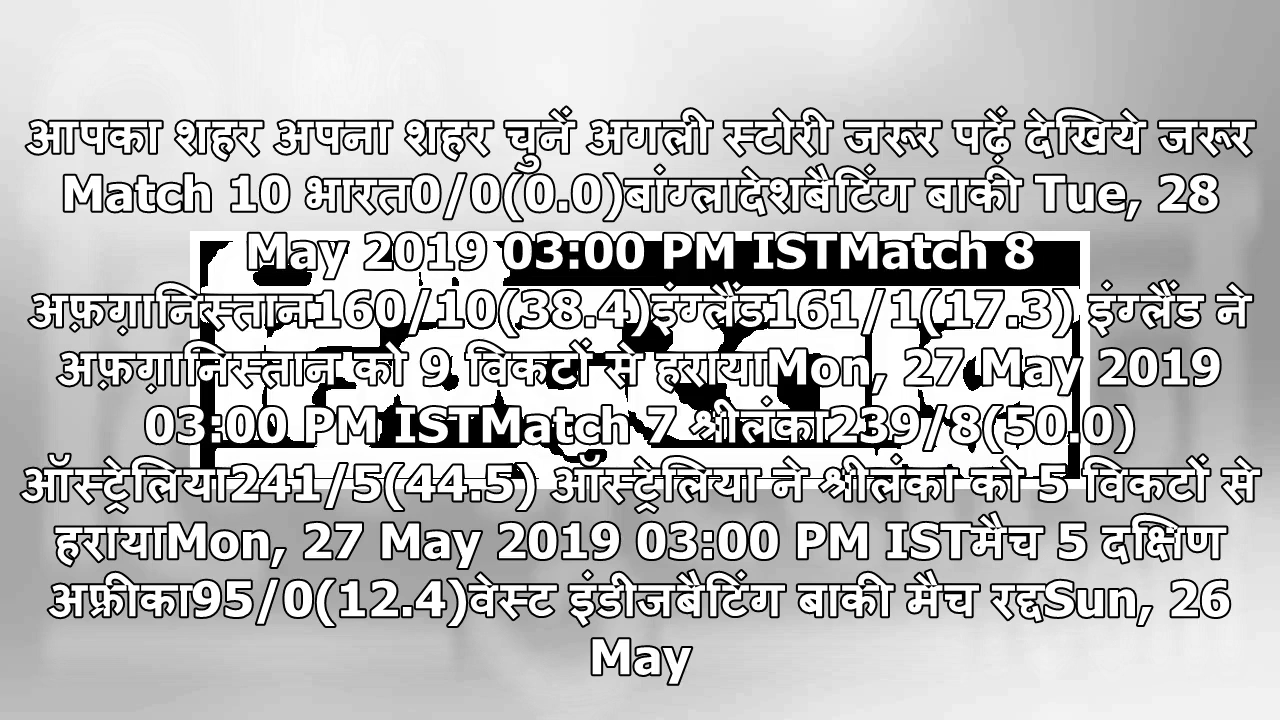 आपका शहर अपना शहर चुनें अगली स्टोरी जरूर पढ़ें देखिये जरूर
Match 10 भारत0/0(0.0)बांग्लादेशबैटिंग बाकी Tue, 28
May 2019 03:00 PM ISTMatch 8
अफ़ग़ानिस्तान160/10(38.4)इंग्लैंड161/1(17.3) इंग्लैंड ने
अफ़ग़ानिस्तान को 9 विकटों से हरायाMon, 27 May 2019
03:00 PM ISTMatch 7 श्रीलंका239/8(50.0)
ऑस्ट्रेलिया241/5(44.5) ऑस्ट्रेलिया ने श्रीलंका को 5 विकटों से
हरायाMon, 27 May 2019 03:00 PM ISTमैच 5 दक्षिण
अफ़्रीका95/0(12.4)वेस्ट इंडीजबैटिंग बाकी मैच रद्दSun, 26
May